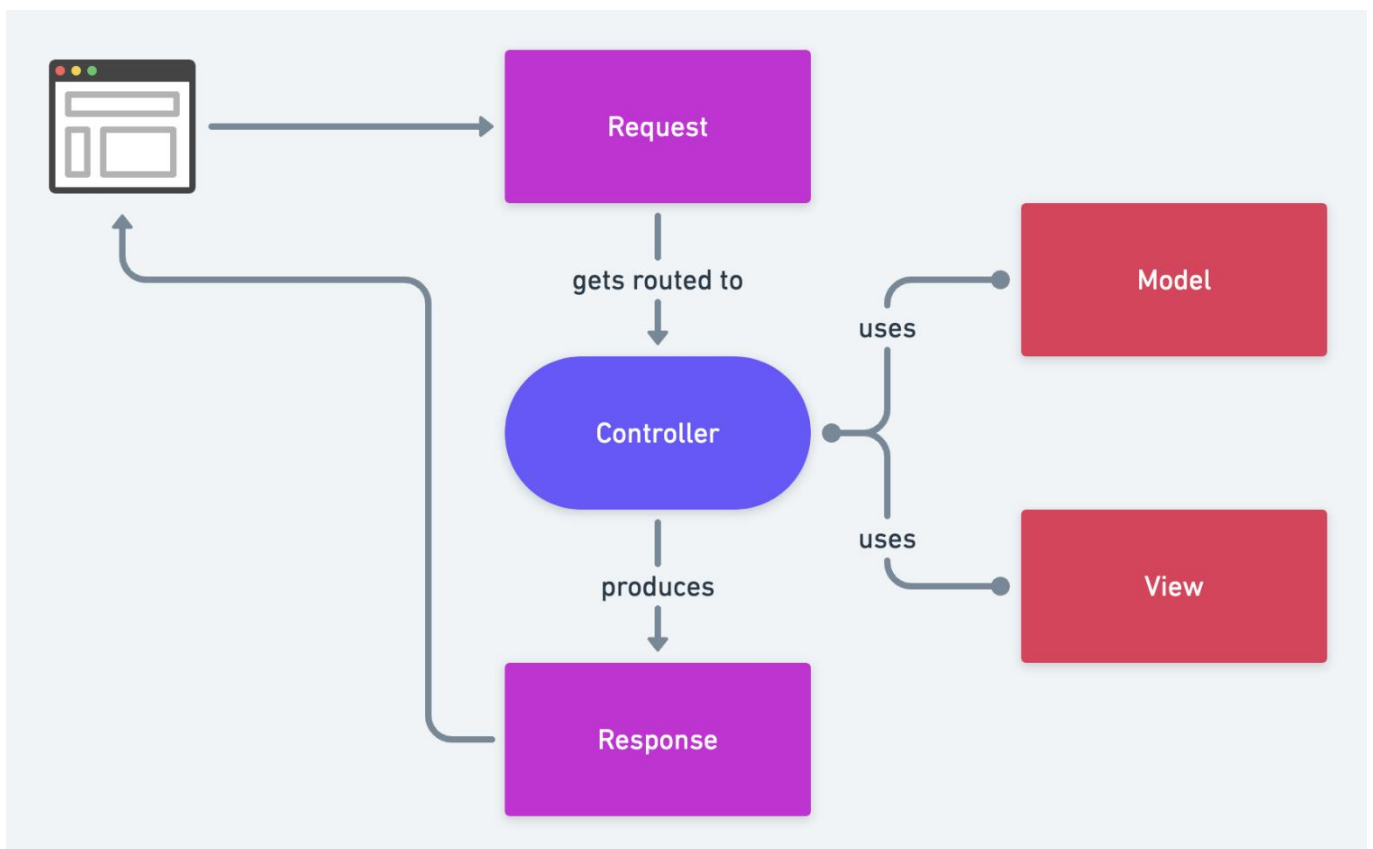 Request
gets routed to
Model
uses
Controller
uses
View
produces
Response